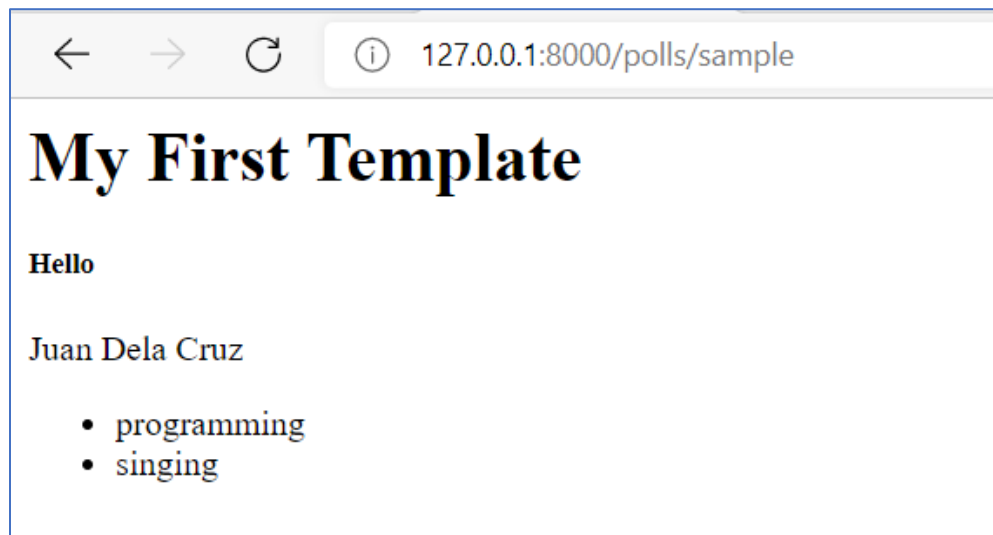 127.0.0.1:8000/polls/sample
My First Template
Hello
Juan Dela Cruz
programming
singing